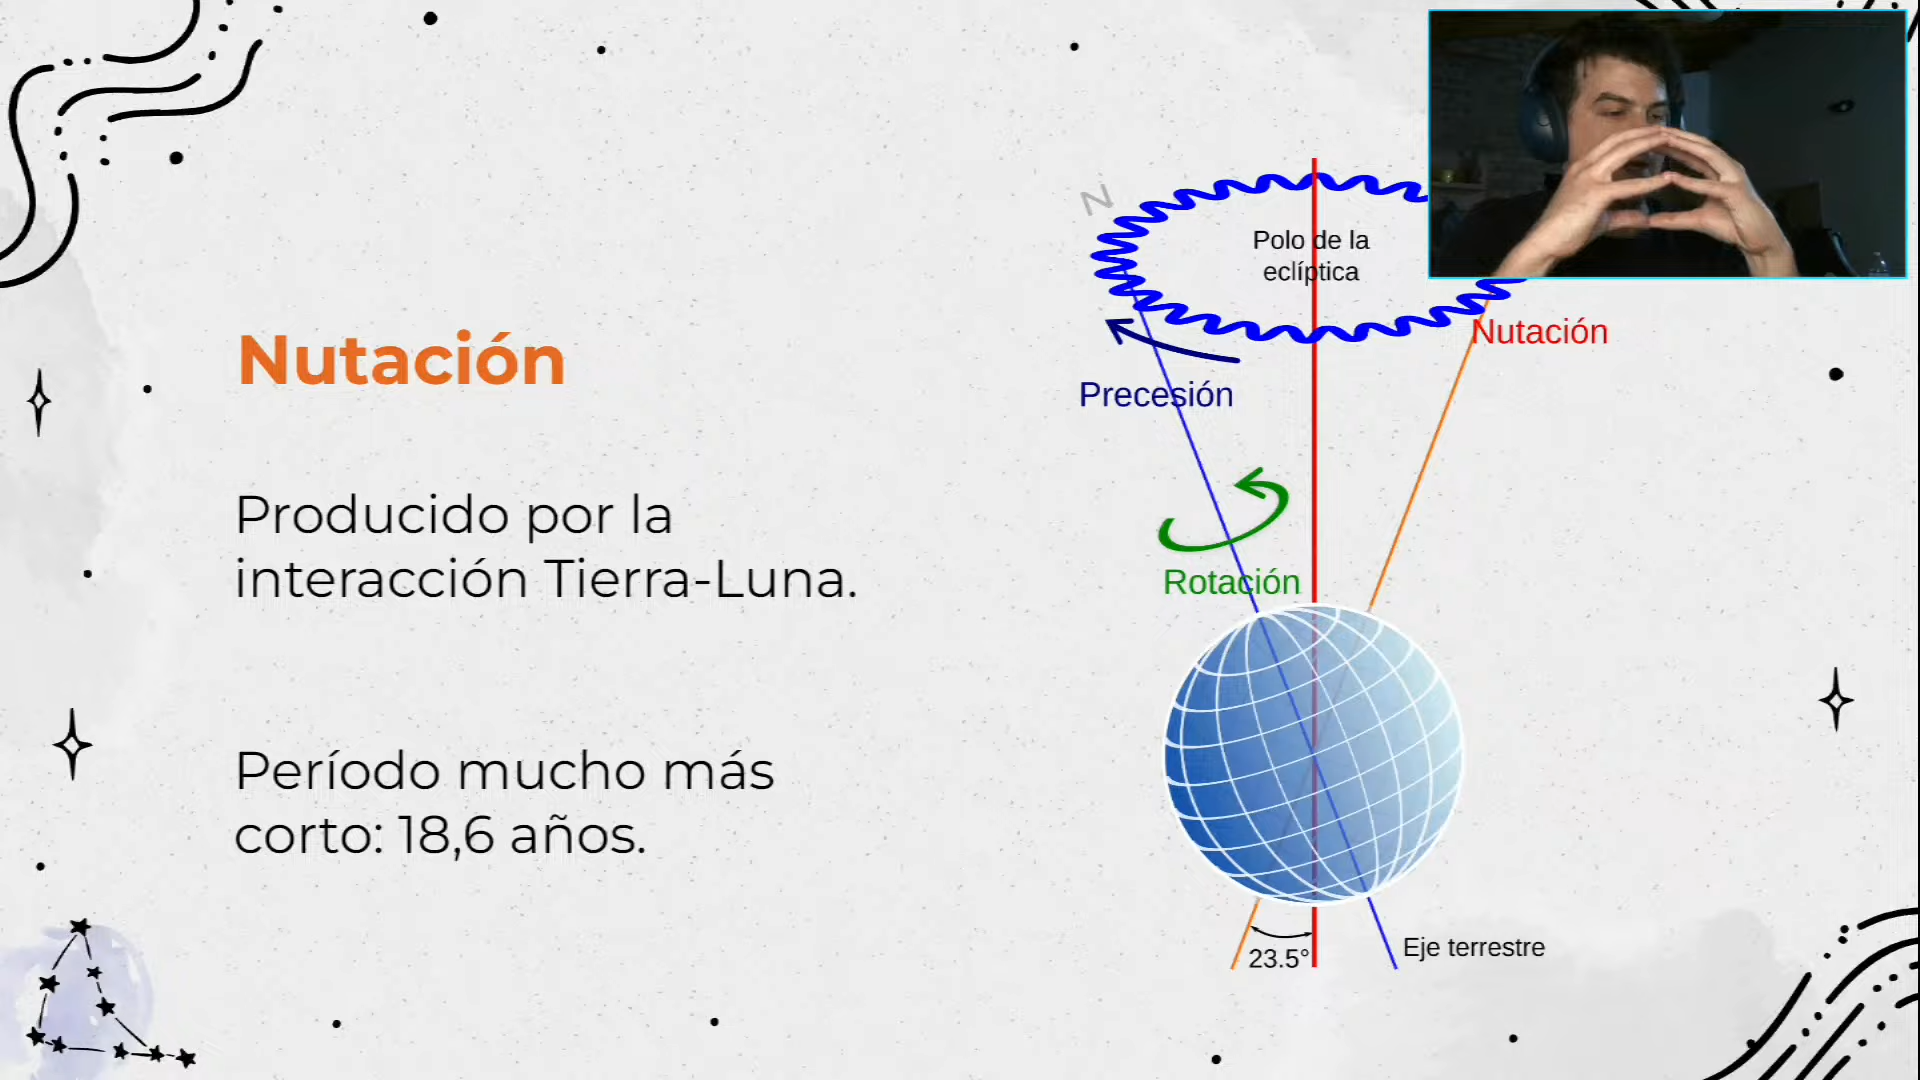 Nutación
Producido por la
interacción Tierra-Luna.
Período mucho más
corto: 18,6 años.
N
Polo de la
eclíptica
Nutación
Precesión
Rotación
23.5°
Eje terrestre